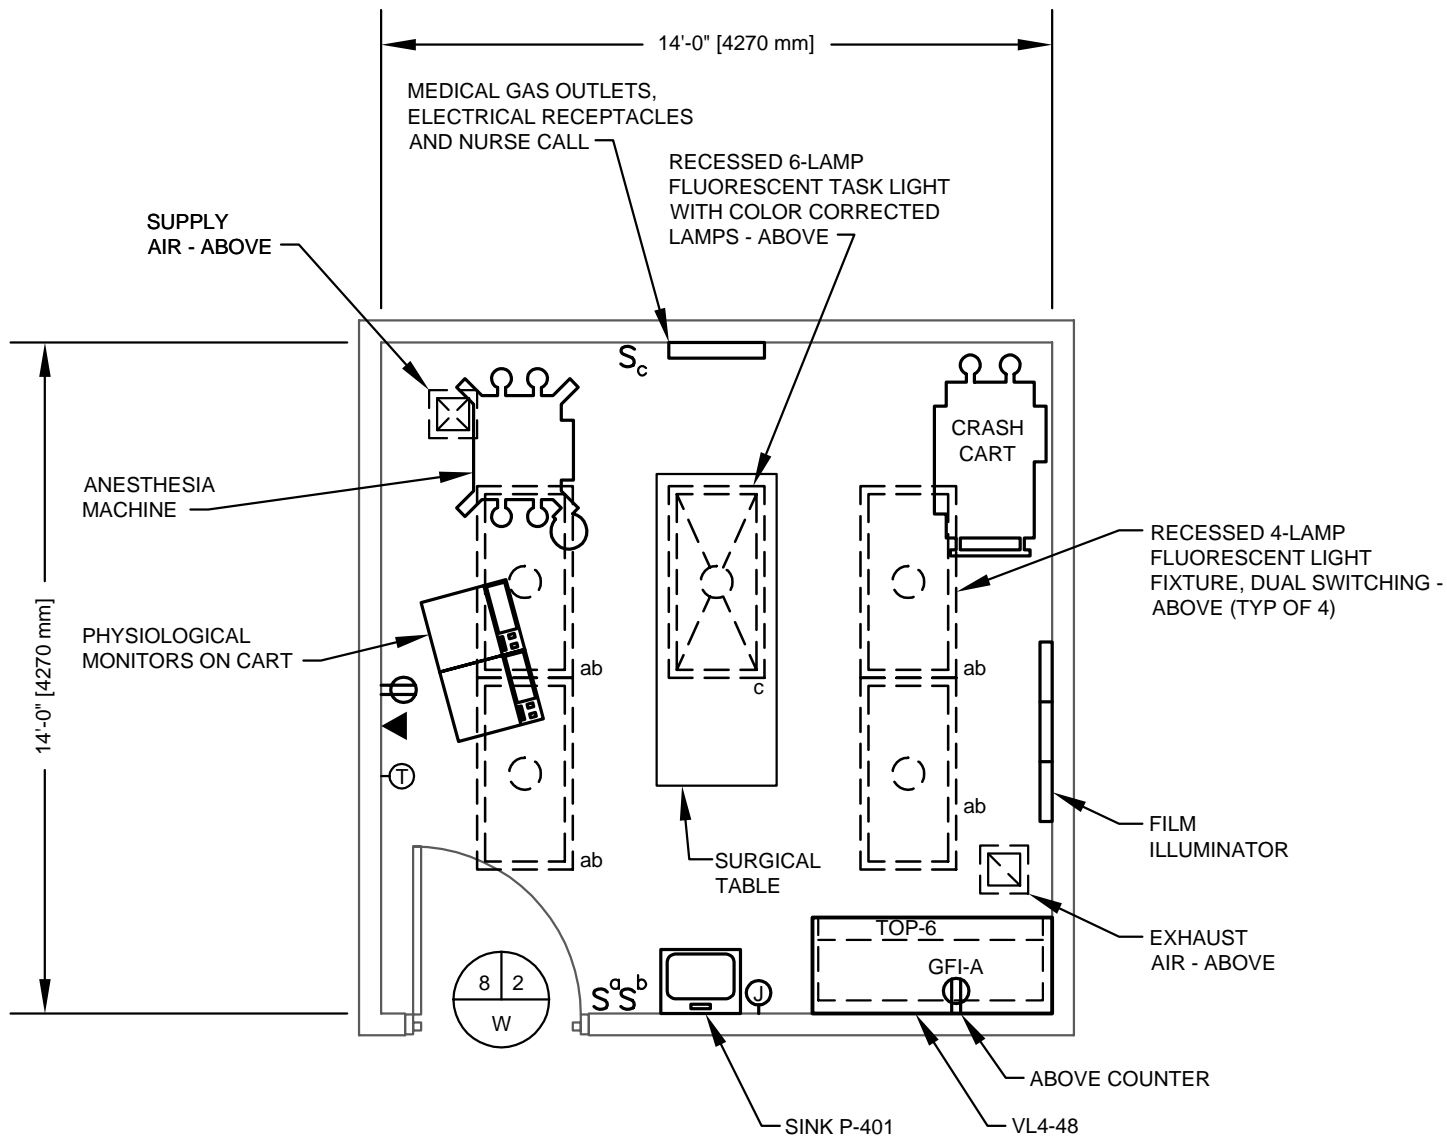 14'-0" [4270 mm]
MEDICAL GAS OUTLETS,
ELECTRICAL RECEPTACLES
AND NURSE CALL
RECESSED 6-LAMP
FLUORESCENT TASK LIGHT
WITH COLOR CORRECTED
LAMPS - ABOVE
SUPPLY
AIR - ABOVE
Sc
CRASH
CART
ANESTHESIA
MACHINE
RECESSED 4-LAMP
FLUORESCENT LIGHT
FIXTURE, DUAL SWITCHING -
ABOVE (TYP OF 4)
14'-0" [4270 mm]
PHYSIOLOGICAL
MONITORS ON CART
ab
c
ab
T
ab
ab
FILM
ILLUMINATOR
SURGICAL
TABLE
TOP-6
EXHAUST
AIR - ABOVE
GFI-A
8 2
W
Sa Sb
J
ABOVE COUNTER
SINK P-401
VL4-48